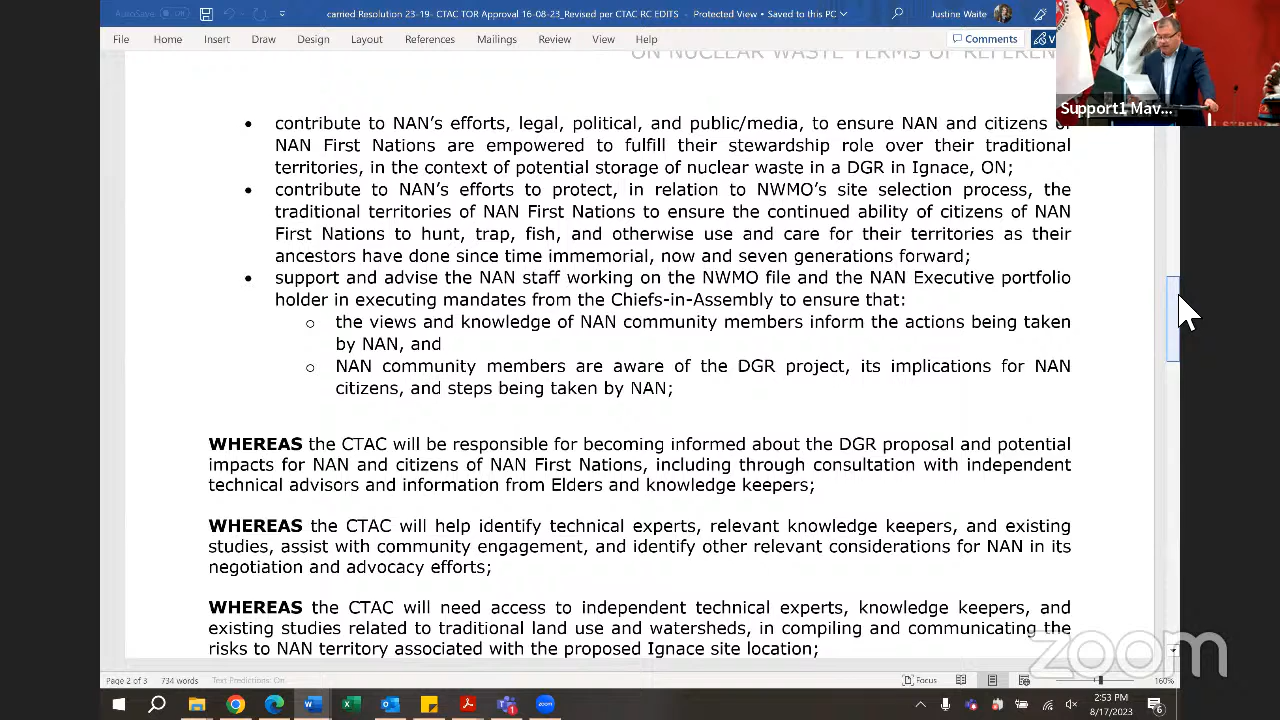 AutoSave Off
carried Resolution 23-19- CTAC TOR Approval 16-08-23_Revised per CTAC RC EDITS - Protected View • Saved to this PC
Justine Waite
File Home Insert Draw Design Layout References Mailings Review View Help
Comments
Support1 Mav...
ON NUCLEAR WASTE TERMS OF REFEREN
• contribute to NAN's efforts, legal, political, and public/media, to ensure NAN and citizens of
NAN First Nations are empowered to fulfill their stewardship role over their traditional
territories, in the context of potential storage of nuclear waste in a DGR in Ignace, ON;
• contribute to NAN's efforts to protect, in relation to NWMO's site selection process, the
traditional territories of NAN First Nations to ensure the continued ability of citizens of NAN
First Nations to hunt, trap, fish, and otherwise use and care for their territories as their
ancestors have done since time immemorial, now and seven generations forward;
• support and advise the NAN staff working on the NWMO file and the NAN Executive portfolio
holder in executing mandates from the Chiefs-in-Assembly to ensure that:
o the views and knowledge of NAN community members inform the actions being taken
by NAN, and
o NAN community members are aware of the DGR project, its implications for NAN
citizens, and steps being taken by NAN;
WHEREAS the CTAC will be responsible for becoming informed about the DGR proposal and potential
impacts for NAN and citizens of NAN First Nations, including through consultation with independent
technical advisors and information from Elders and knowledge keepers;
WHEREAS the CTAC will help identify technical experts, relevant knowledge keepers, and existing
studies, assist with community engagement, and identify other relevant considerations for NAN in its
negotiation and advocacy efforts;
WHEREAS the CTAC will need access to independent technical experts, knowledge keepers, and
existing studies related to traditional land use and watersheds, in compiling and communicating the
risks to NAN territory associated with the proposed Ignace site location;
zoom
Page 2 of 3 734 words Text Predictions: On
Focus
160%
2:53 PM
8/17/2023
6